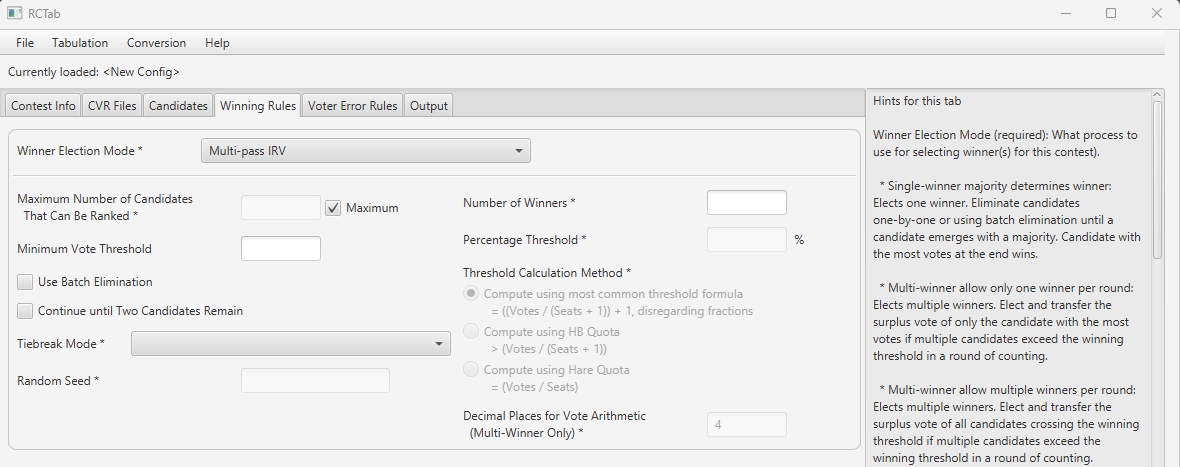 RCTab
File Tabulation Conversion Help
Currently loaded: <New Config>
Contest Info CVR Files Candidates Winning Rules Voter Error Rules Output
Winner Election Mode * Multi-pass IRV
Maximum Number of Candidates
That Can Be Ranked * Maximum
Minimum Vote Threshold
Use Batch Elimination
Continue until Two Candidates Remain
Tiebreak Mode *
Random Seed *
Number of Winners *
Percentage Threshold * %
Threshold Calculation Method *
Compute using most common threshold formula
= ((Votes / (Seats + 1)) + 1, disregarding fractions
Compute using HB Quota
> (Votes / (Seats + 1))
Compute using Hare Quota
= (Votes / Seats)
Decimal Places for Vote Arithmetic
(Multi-Winner Only) * 4
Hints for this tab
Winner Election Mode (required): What process to
use for selecting winner(s) for this contest).
* Single-winner majority determines winner:
Elects one winner. Eliminate candidates
one-by-one or using batch elimination until a
candidate emerges with a majority. Candidate with
the most votes at the end wins.
* Multi-winner allow only one winner per round:
Elects multiple winners. Elect and transfer the
surplus vote of only the candidate with the most
votes if multiple candidates exceed the winning
threshold in a round of counting.
* Multi-winner allow multiple winners per round:
Elects multiple winners. Elect and transfer the
surplus vote of all candidates crossing the winning
threshold if multiple candidates exceed the
winning threshold in a round of counting.